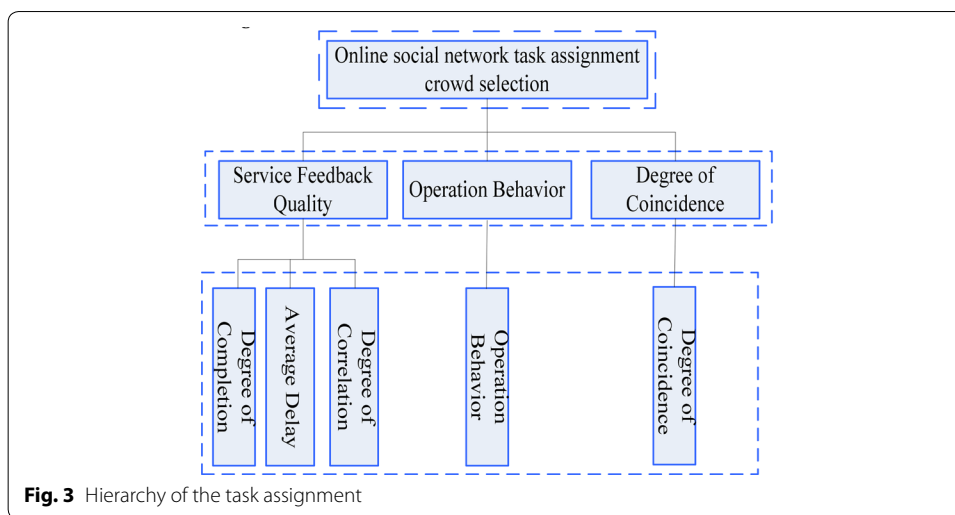 Online social network task assignment
crowd selection
Service Feedback
Quality
Operation Behavior
Degree of
Coincidence
Degree of
Completion
Average Delay
Degree of
Correlation
Operation
Behavior
Degree of
Coincidence
Fig. 3 Hierarchy of the task assignment